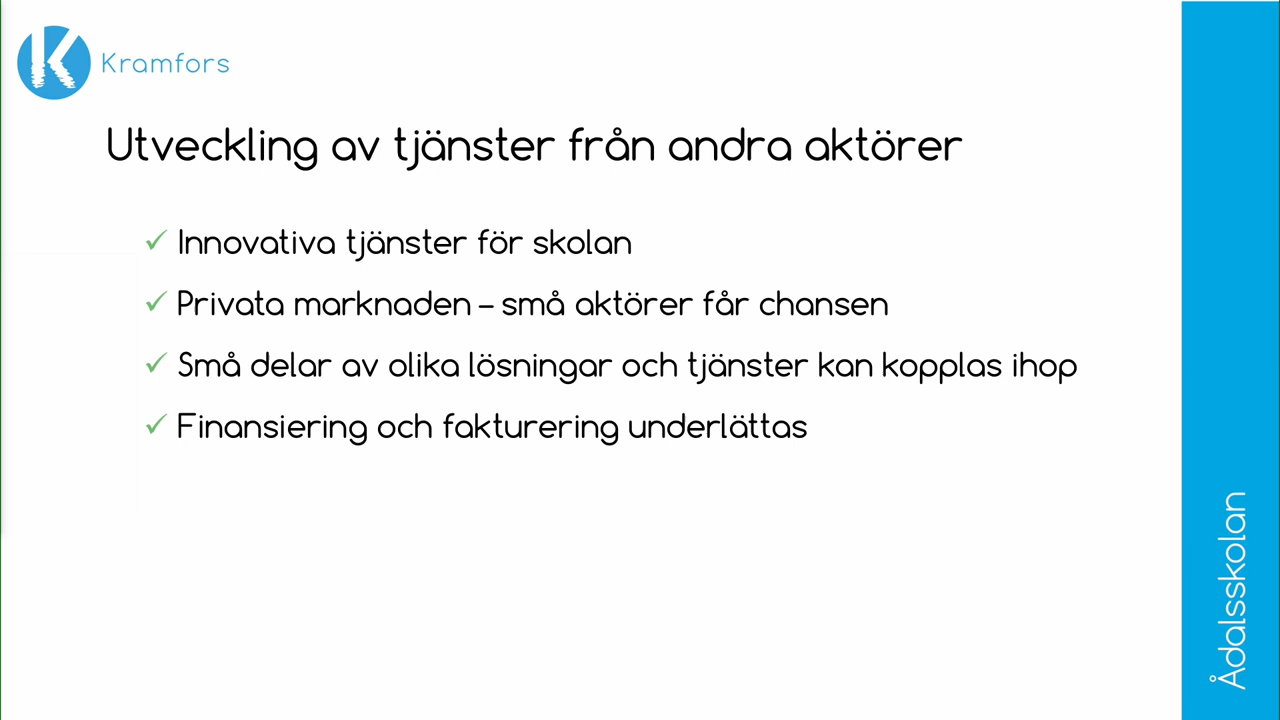 Kramfors
Utveckling av tjänster från andra aktörer
✓ Innovativa tjänster för skolan
✓ Privata marknaden – små aktörer får chansen
✓ Små delar av olika lösningar och tjänster kan kopplas ihop
✓ Finansiering och fakturering underlättas
Ådalsskolan